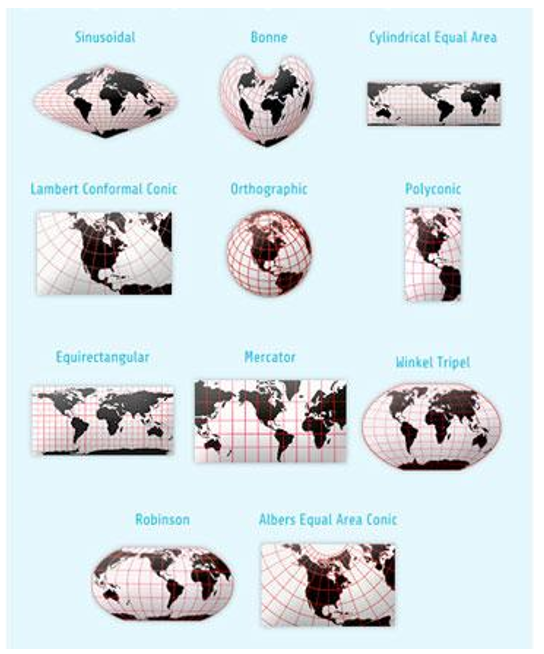 Sinusoidal
Bonne
Cylindrical Equal Area
Lambert Conformal Conic
Orthographic
Polyconic
Equirectangular
Mercator
Winkel Tripel
Robinson
Albers Equal Area Conic